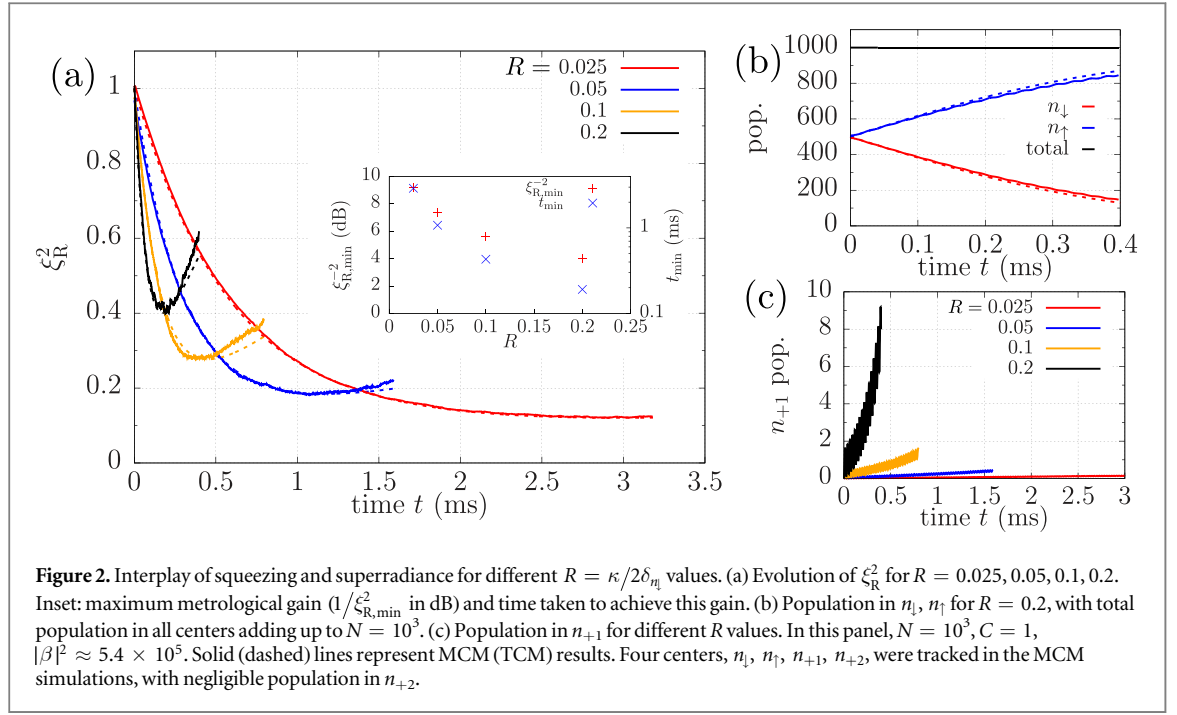 (a)
R = 0.025
0.05
0.1
0.2
1
0.8
0.6
0.4
0.2
0
ξ²_R
0 0.5 1 1.5 2 2.5 3 3.5
time t (ms)
10
8
6
4
2
0
ξ⁻²_R,min (dB)
ξ⁻²_R,min
t_min
1
0.1
t_min (ms)
0 0.05 0.1 0.15 0.2 0.25
R
(b)
1000
800
600
400
200
0
pop.
n↓
n↑
total
0 0.1 0.2 0.3 0.4
time t (ms)
(c)
10
8
6
4
2
0
n₊₁ pop.
R = 0.025
0.05
0.1
0.2
0 0.5 1 1.5 2 2.5 3
time t (ms)
Figure 2. Interplay of squeezing and superradiance for different R = κ/2δ_n↓ values. (a) Evolution of ξ²_R for R = 0.025, 0.05, 0.1, 0.2.
Inset: maximum metrological gain (1/ξ²_R,min in dB) and time taken to achieve this gain. (b) Population in n↓, n↑ for R = 0.2, with total
population in all centers adding up to N = 10³. (c) Population in n₊₁ for different R values. In this panel, N = 10³, C = 1,
|β|² ≈ 5.4 × 10⁵. Solid (dashed) lines represent MCM (TCM) results. Four centers, n↓, n↑, n₊₁, n₊₂, were tracked in the MCM
simulations, with negligible population in n₊₂.